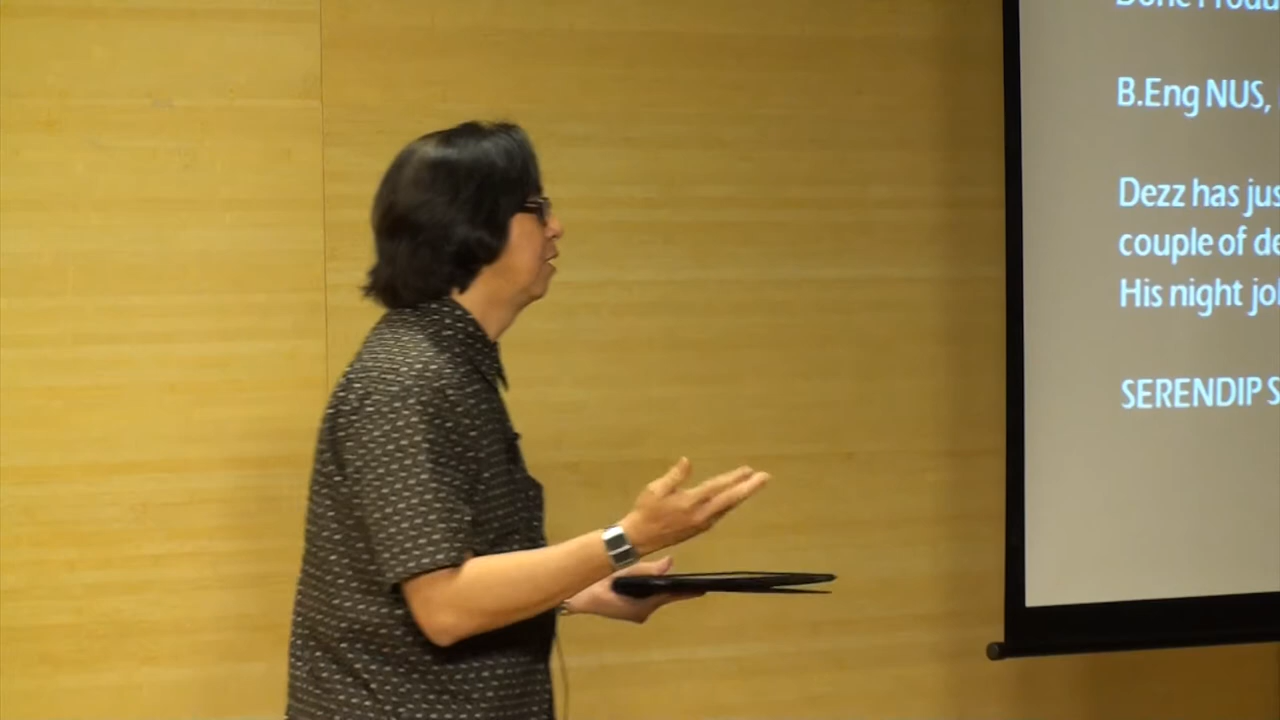 B.Eng NUS,
Dezz has jus
couple of de
His night jo
SERENDIP S